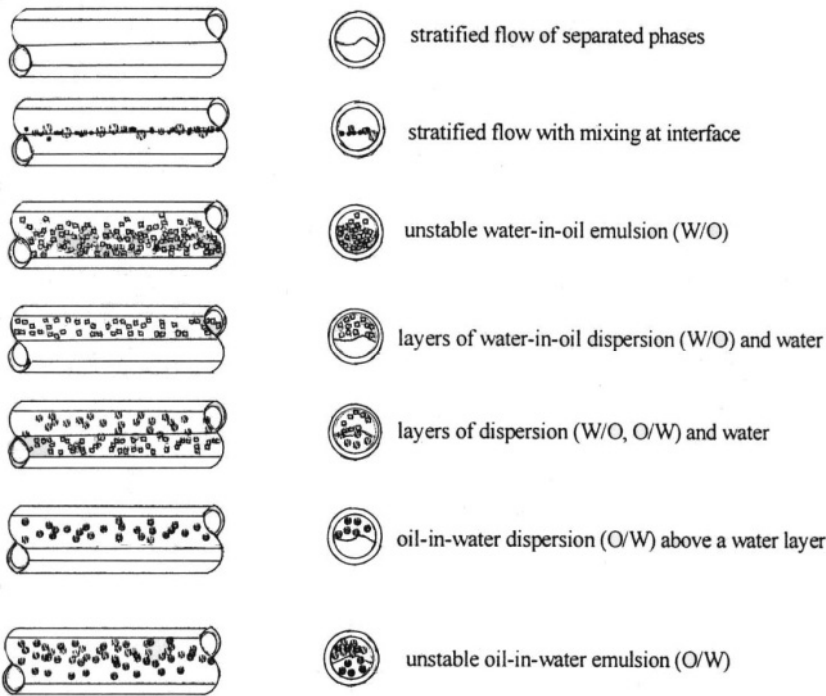 stratified flow of separated phases
stratified flow with mixing at interface
unstable water-in-oil emulsion (W/O)
layers of water-in-oil dispersion (W/O) and water
layers of dispersion (W/O, O/W) and water
oil-in-water dispersion (O/W) above a water layer
unstable oil-in-water emulsion (O/W)